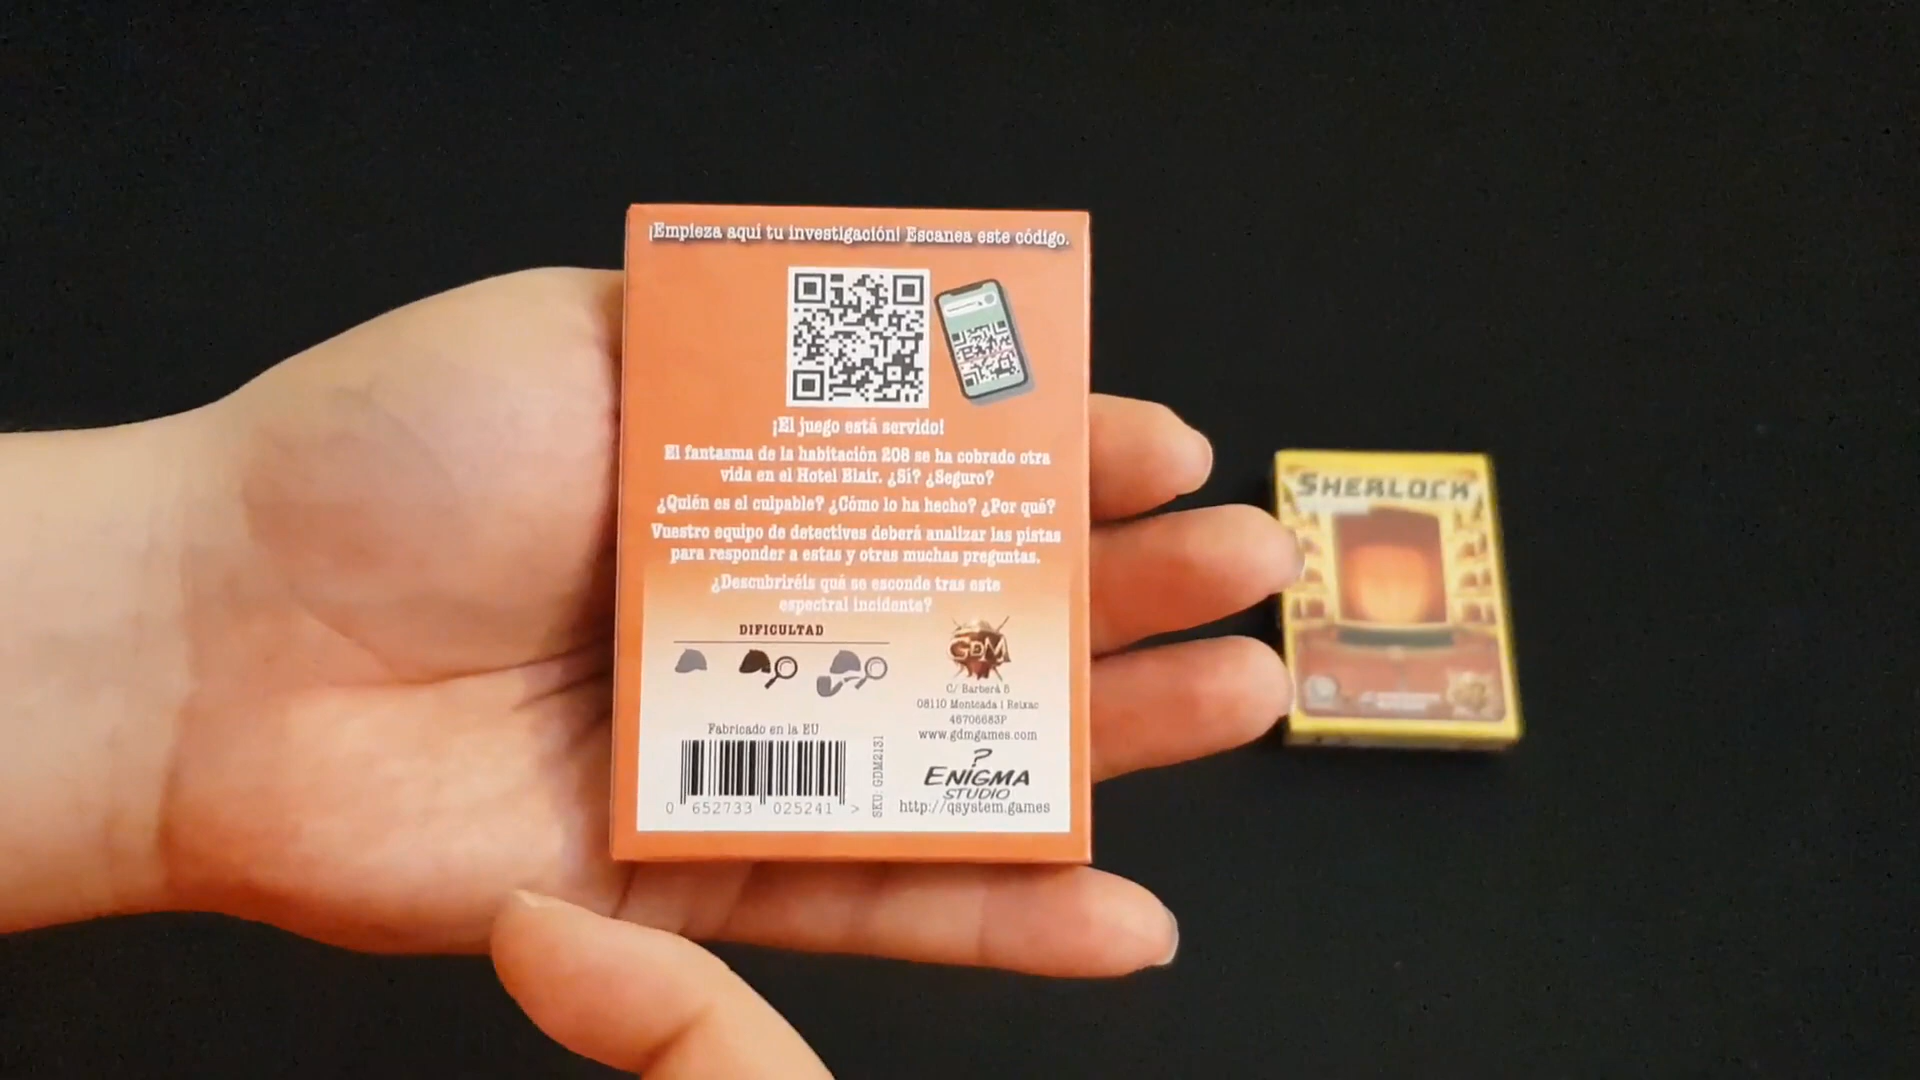 ¡Empieza aquí tu investigación! Escanea este código.
¡El juego está servido!
El fantasma de la habitación 208 se ha cobrado otra
vida en el Hotel Blair. ¿Sí? ¿Seguro?
¿Quién es el culpable? ¿Cómo lo ha hecho? ¿Por qué?
Vuestro equipo de detectives deberá analizar las pistas
para responder a estas y otras muchas preguntas.
¿Descubriréis qué se esconde tras este
espectral incidente?
DIFICULTAD
GDM
C/ Barberà 6
08110 Montcada i Reixac
46706683P
www.gdmgames.com
Fabricado en la EU
0 652733 025241 >
SKU: GDM2131
ENIGMA
STUDIO
http://qsystem.games
SHERLOCK